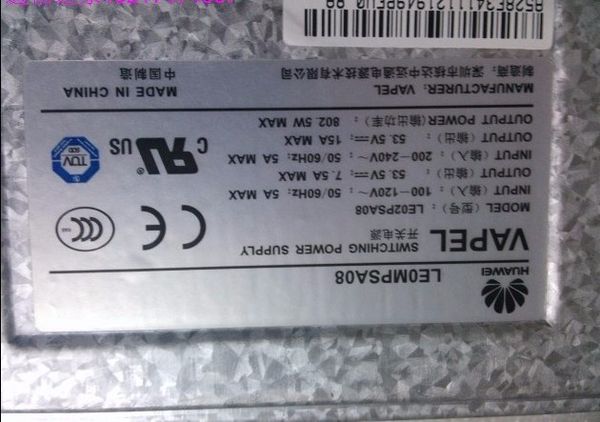 HUAWEI
LE0MPSA08
VAPEL
SWITCHING POWER SUPPLY
开关电源
MODEL (型号): LE02PSA08
INPUT (输入): 100-120V~ 50/60Hz; 5A MAX
OUTPUT (输出): 53.5V⎓ 7.5A MAX
INPUT (输入): 200-240V~ 50/60Hz; 5A MAX
OUTPUT (输出): 53.5V⎓ 15A MAX
OUTPUT POWER (输出功率): 802.5W MAX
MANUFACTURER: VAPEL
MADE IN CHINA
制造商: 深圳市核达中远通电源技术有限公司
中国制造
CE
CCC
C RU US
TÜV